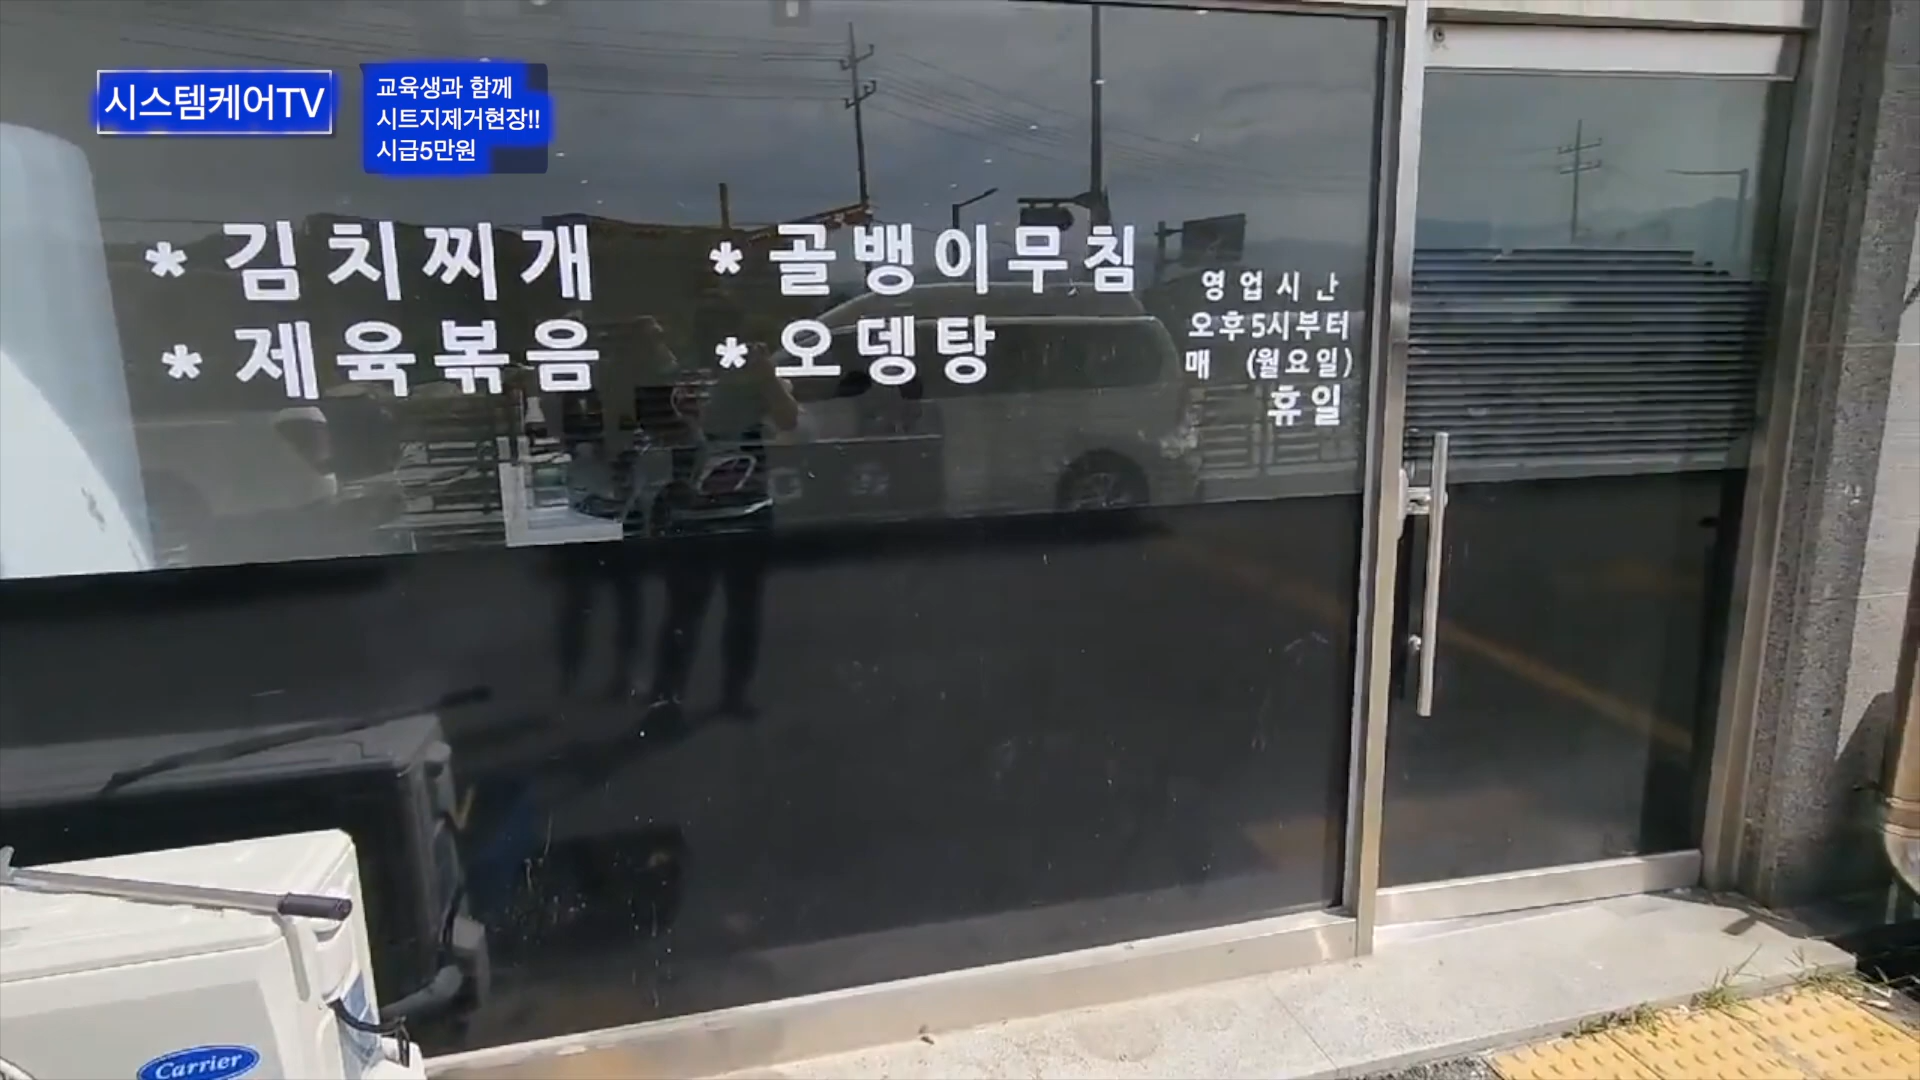 시스템케어TV
교육생과 함께
시트지제거현장!!
시급5만원
* 김치찌개
* 제육볶음
* 골뱅이무침
* 오뎅탕
영업시
오후5시부터
매 (월요일)
휴일
Carrier